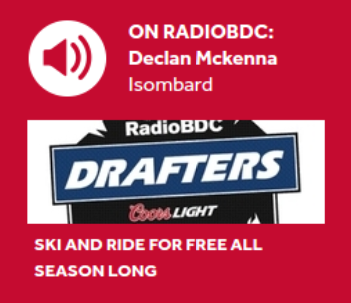 ON RADIOBDC:
Declan Mckenna
Isombard
RadioBDC
DRAFTERS
Coors LIGHT
SKI AND RIDE FOR FREE ALL
SEASON LONG